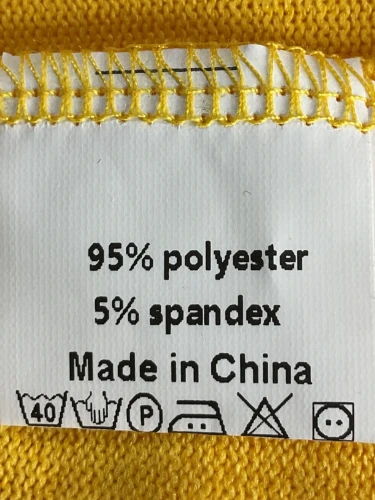 95% polyester
5% spandex
Made in China
40 P